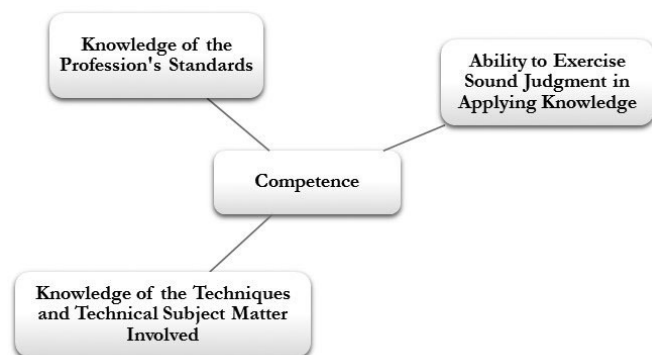 Knowledge of the
Profession's Standards
Ability to Exercise
Sound Judgment in
Applying Knowledge
Competence
Knowledge of the Techniques
and Technical Subject Matter
Involved